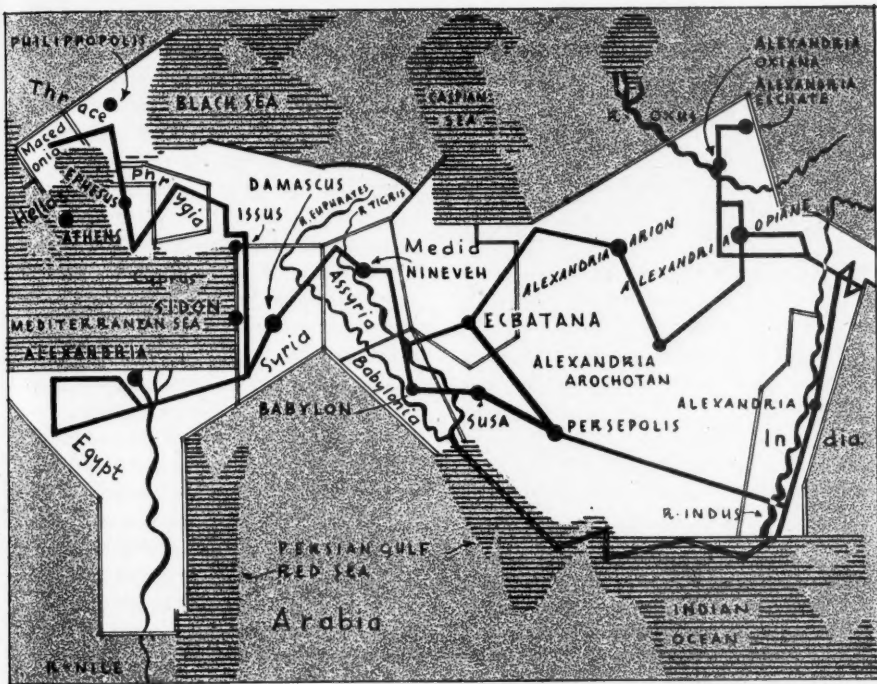 PHILIPPOPOLIS
Thrace
Macedonia
BLACK SEA
CASPIAN
SEA
R. OXUS
ALEXANDRIA
OXIANA
ALEXANDRIA
ESCHATE
Hellas
EPHESUS
ATHENS
Phrygia
DAMASCUS
ISSUS
R. EUPHRATES
R. TIGRIS
Media
NINEVEH
ALEXANDRIA ARION
ALEXANDRIA OPIANE
Cyprus
SIDON
MEDITERRANEAN SEA
ALEXANDRIA
Syria
Assyria
Babylonia
ECBATANA
ALEXANDRIA
AROCHOTAN
BABYLON
SUSA
PERSEPOLIS
ALEXANDRIA
India
Egypt
R. INDUS
PERSIAN GULF
RED SEA
Arabia
INDIAN
OCEAN
R. NILE